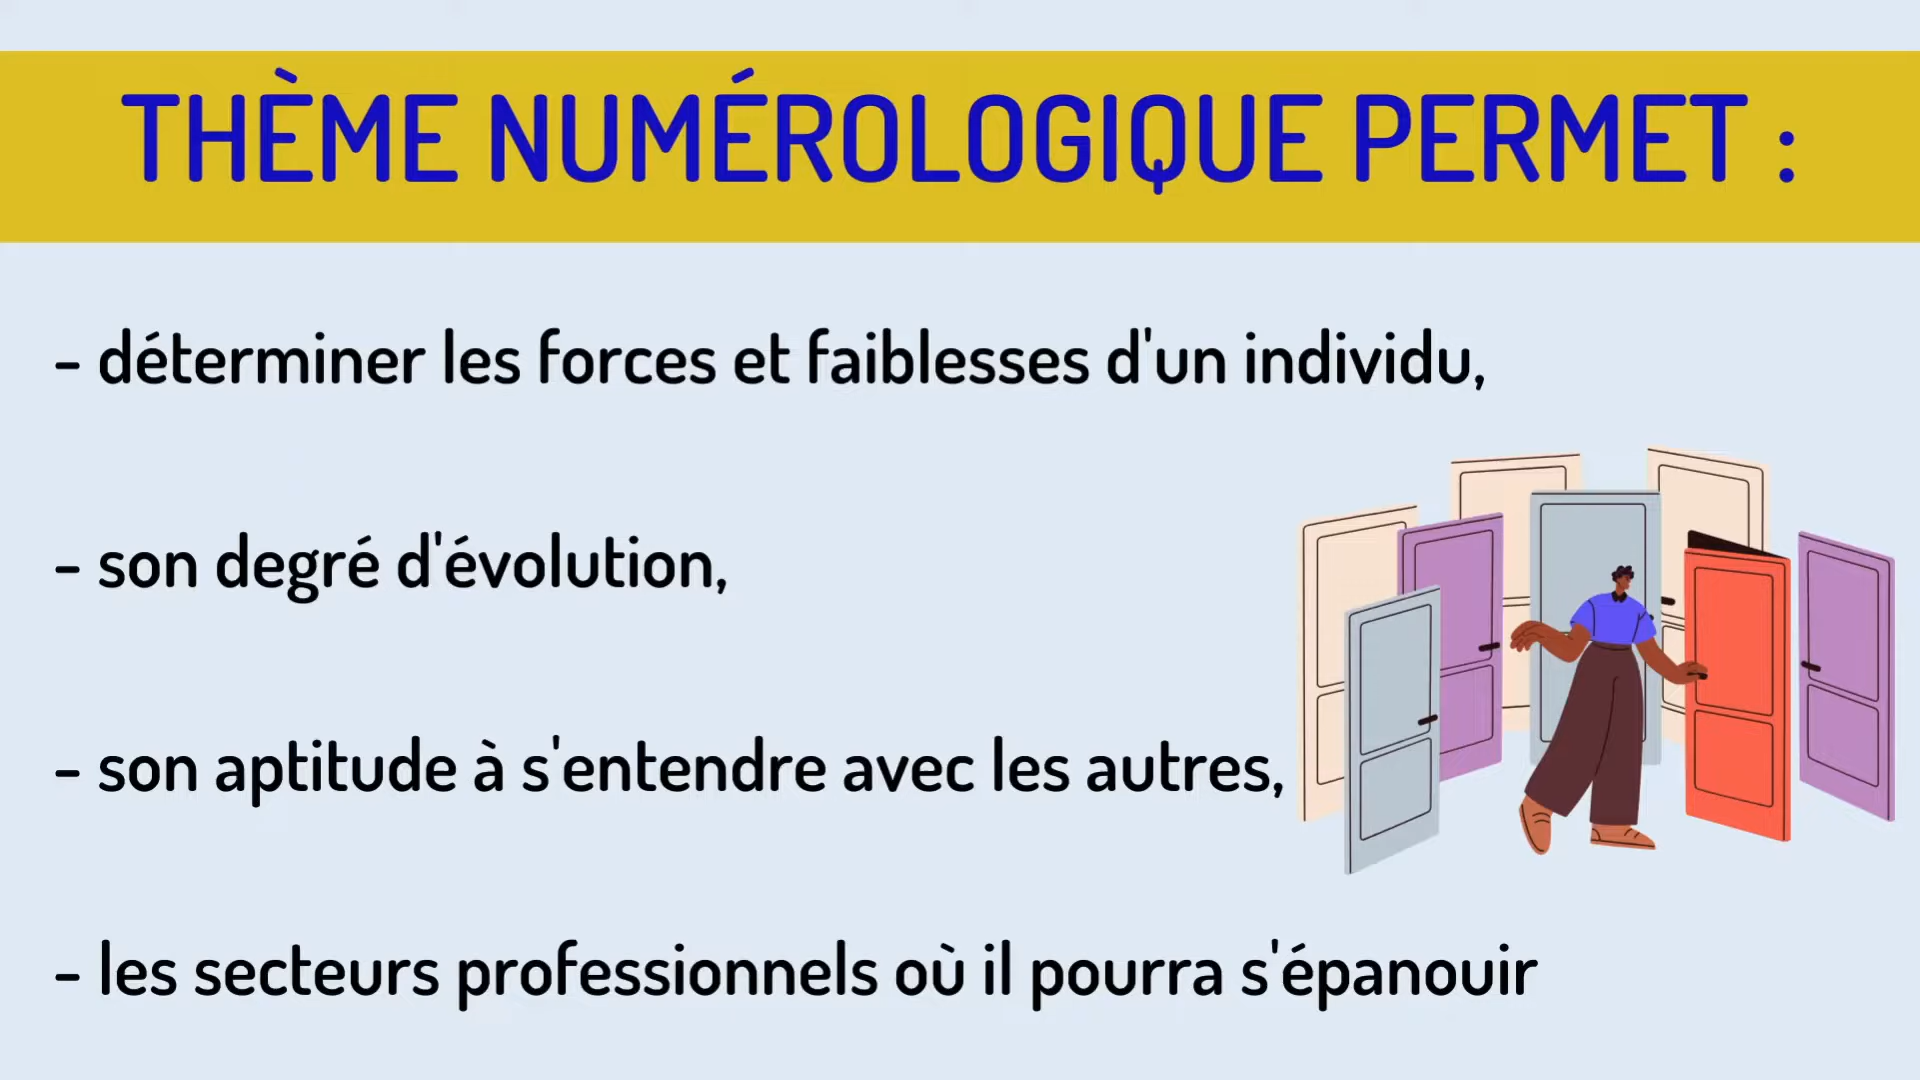 THÈME NUMÉROLOGIQUE PERMET :
- déterminer les forces et faiblesses d'un individu,
- son degré d'évolution,
- son aptitude à s'entendre avec les autres,
- les secteurs professionnels où il pourra s'épanouir